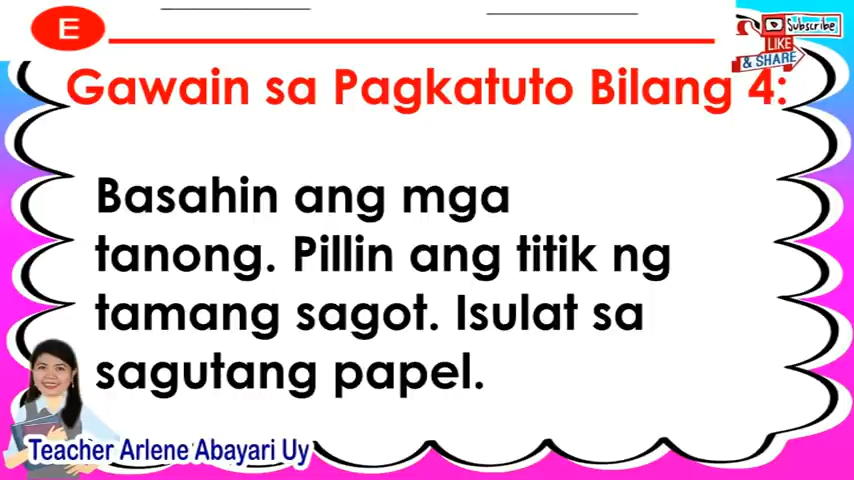 E
Subscribe
LIKE
& SHARE
Gawain sa Pagkatuto Bilang 4:
Basahin ang mga
tanong. Pillin ang titik ng
tamang sagot. Isulat sa
sagutang papel.
Teacher Arlene Abayari Uy